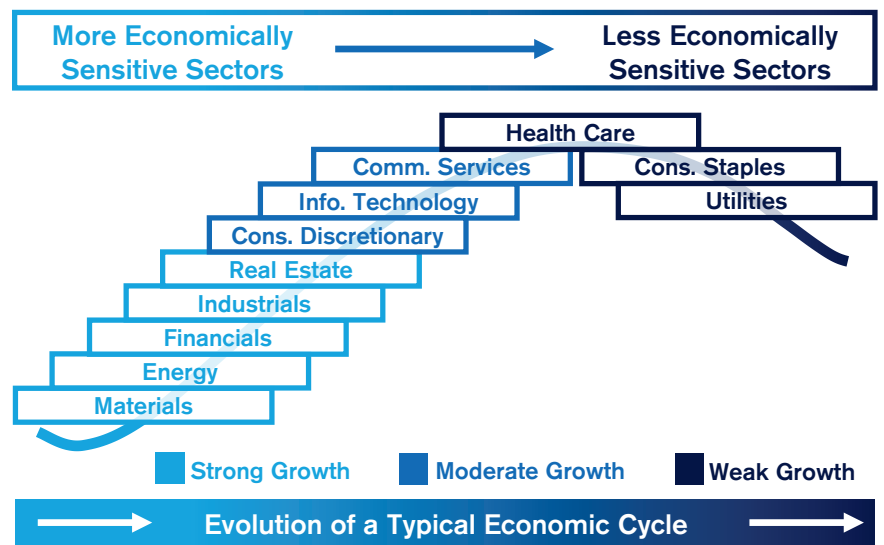 More Economically
Sensitive Sectors
Less Economically
Sensitive Sectors
Health Care
Comm. Services
Cons. Staples
Info. Technology
Utilities
Cons. Discretionary
Real Estate
Industrials
Financials
Energy
Materials
Strong Growth
Moderate Growth
Weak Growth
Evolution of a Typical Economic Cycle